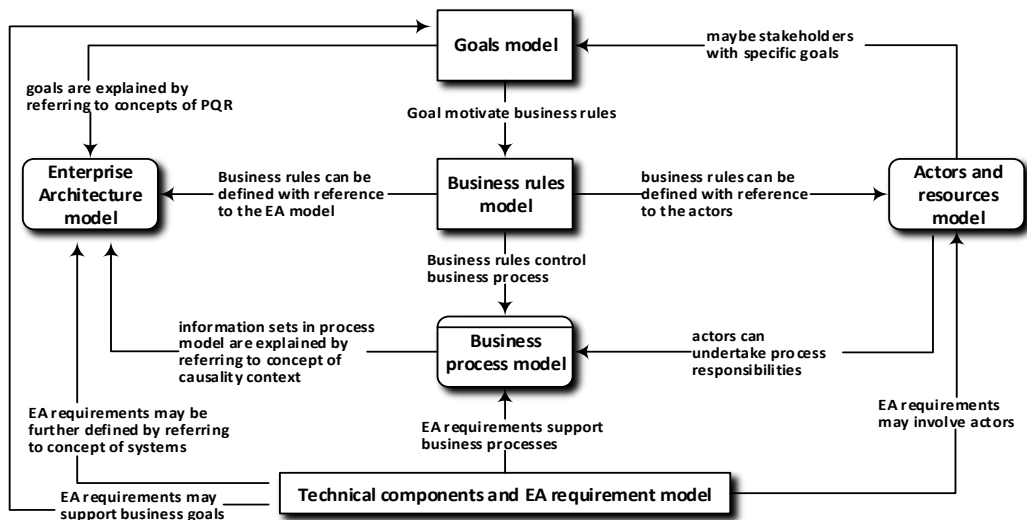 Goals model
maybe stakeholders
with specific goals
goals are explained by
referring to concepts of PQR
Goal motivate business rules
Enterprise
Architecture
model
Business rules can be
defined with reference
to the EA model
Business rules
model
business rules can be
defined with reference
to the actors
Actors and
resources
model
Business rules control
business process
information sets in process
model are explained by
referring to concept of
causality context
Business
process model
actors can
undertake process
responsibilities
EA requirements may be
further defined by referring
to concept of systems
EA requirements support
business processes
EA requirements
may involve actors
EA requirements may
support business goals
Technical components and EA requirement model